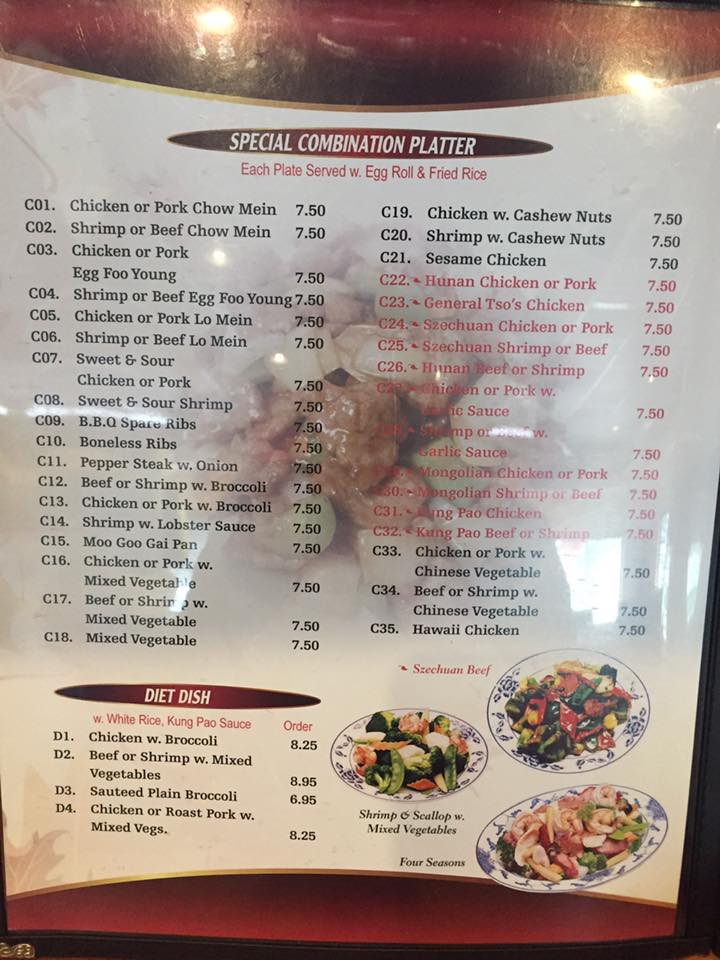 SPECIAL COMBINATION PLATTER
Each Plate Served w. Egg Roll & Fried Rice
C01. Chicken or Pork Chow Mein 7.50
C02. Shrimp or Beef Chow Mein 7.50
C03. Chicken or Pork
Egg Foo Young 7.50
C04. Shrimp or Beef Egg Foo Young 7.50
C05. Chicken or Pork Lo Mein 7.50
C06. Shrimp or Beef Lo Mein 7.50
C07. Sweet & Sour
Chicken or Pork 7.50
C08. Sweet & Sour Shrimp 7.50
C09. B.B.Q Spare Ribs 7.50
C10. Boneless Ribs 7.50
C11. Pepper Steak w. Onion 7.50
C12. Beef or Shrimp w. Broccoli 7.50
C13. Chicken or Pork w. Broccoli 7.50
C14. Shrimp w. Lobster Sauce 7.50
C15. Moo Goo Gai Pan 7.50
C16. Chicken or Pork w.
Mixed Vegetable 7.50
C17. Beef or Shrimp w.
Mixed Vegetable 7.50
C18. Mixed Vegetable 7.50
C19. Chicken w. Cashew Nuts 7.50
C20. Shrimp w. Cashew Nuts 7.50
C21. Sesame Chicken 7.50
C22. Hunan Chicken or Pork 7.50
C23. General Tso's Chicken 7.50
C24. Szechuan Chicken or Pork 7.50
C25. Szechuan Shrimp or Beef 7.50
C26. Hunan Beef or Shrimp 7.50
C27. Chicken or Pork w.
Garlic Sauce 7.50
Shrimp or Beef w.
Garlic Sauce 7.50
Mongolian Chicken or Pork 7.50
C30. Mongolian Shrimp or Beef 7.50
C31. Kung Pao Chicken 7.50
C32. Kung Pao Beef or Shrimp 7.50
C33. Chicken or Pork w.
Chinese Vegetable 7.50
C34. Beef or Shrimp w.
Chinese Vegetable 7.50
C35. Hawaii Chicken 7.50
DIET DISH
w. White Rice, Kung Pao Sauce Order
D1. Chicken w. Broccoli 8.25
D2. Beef or Shrimp w. Mixed
Vegetables 8.95
D3. Sauteed Plain Broccoli 6.95
D4. Chicken or Roast Pork w.
Mixed Vegs. 8.25
Szechuan Beef
Shrimp & Scallop w.
Mixed Vegetables
Four Seasons